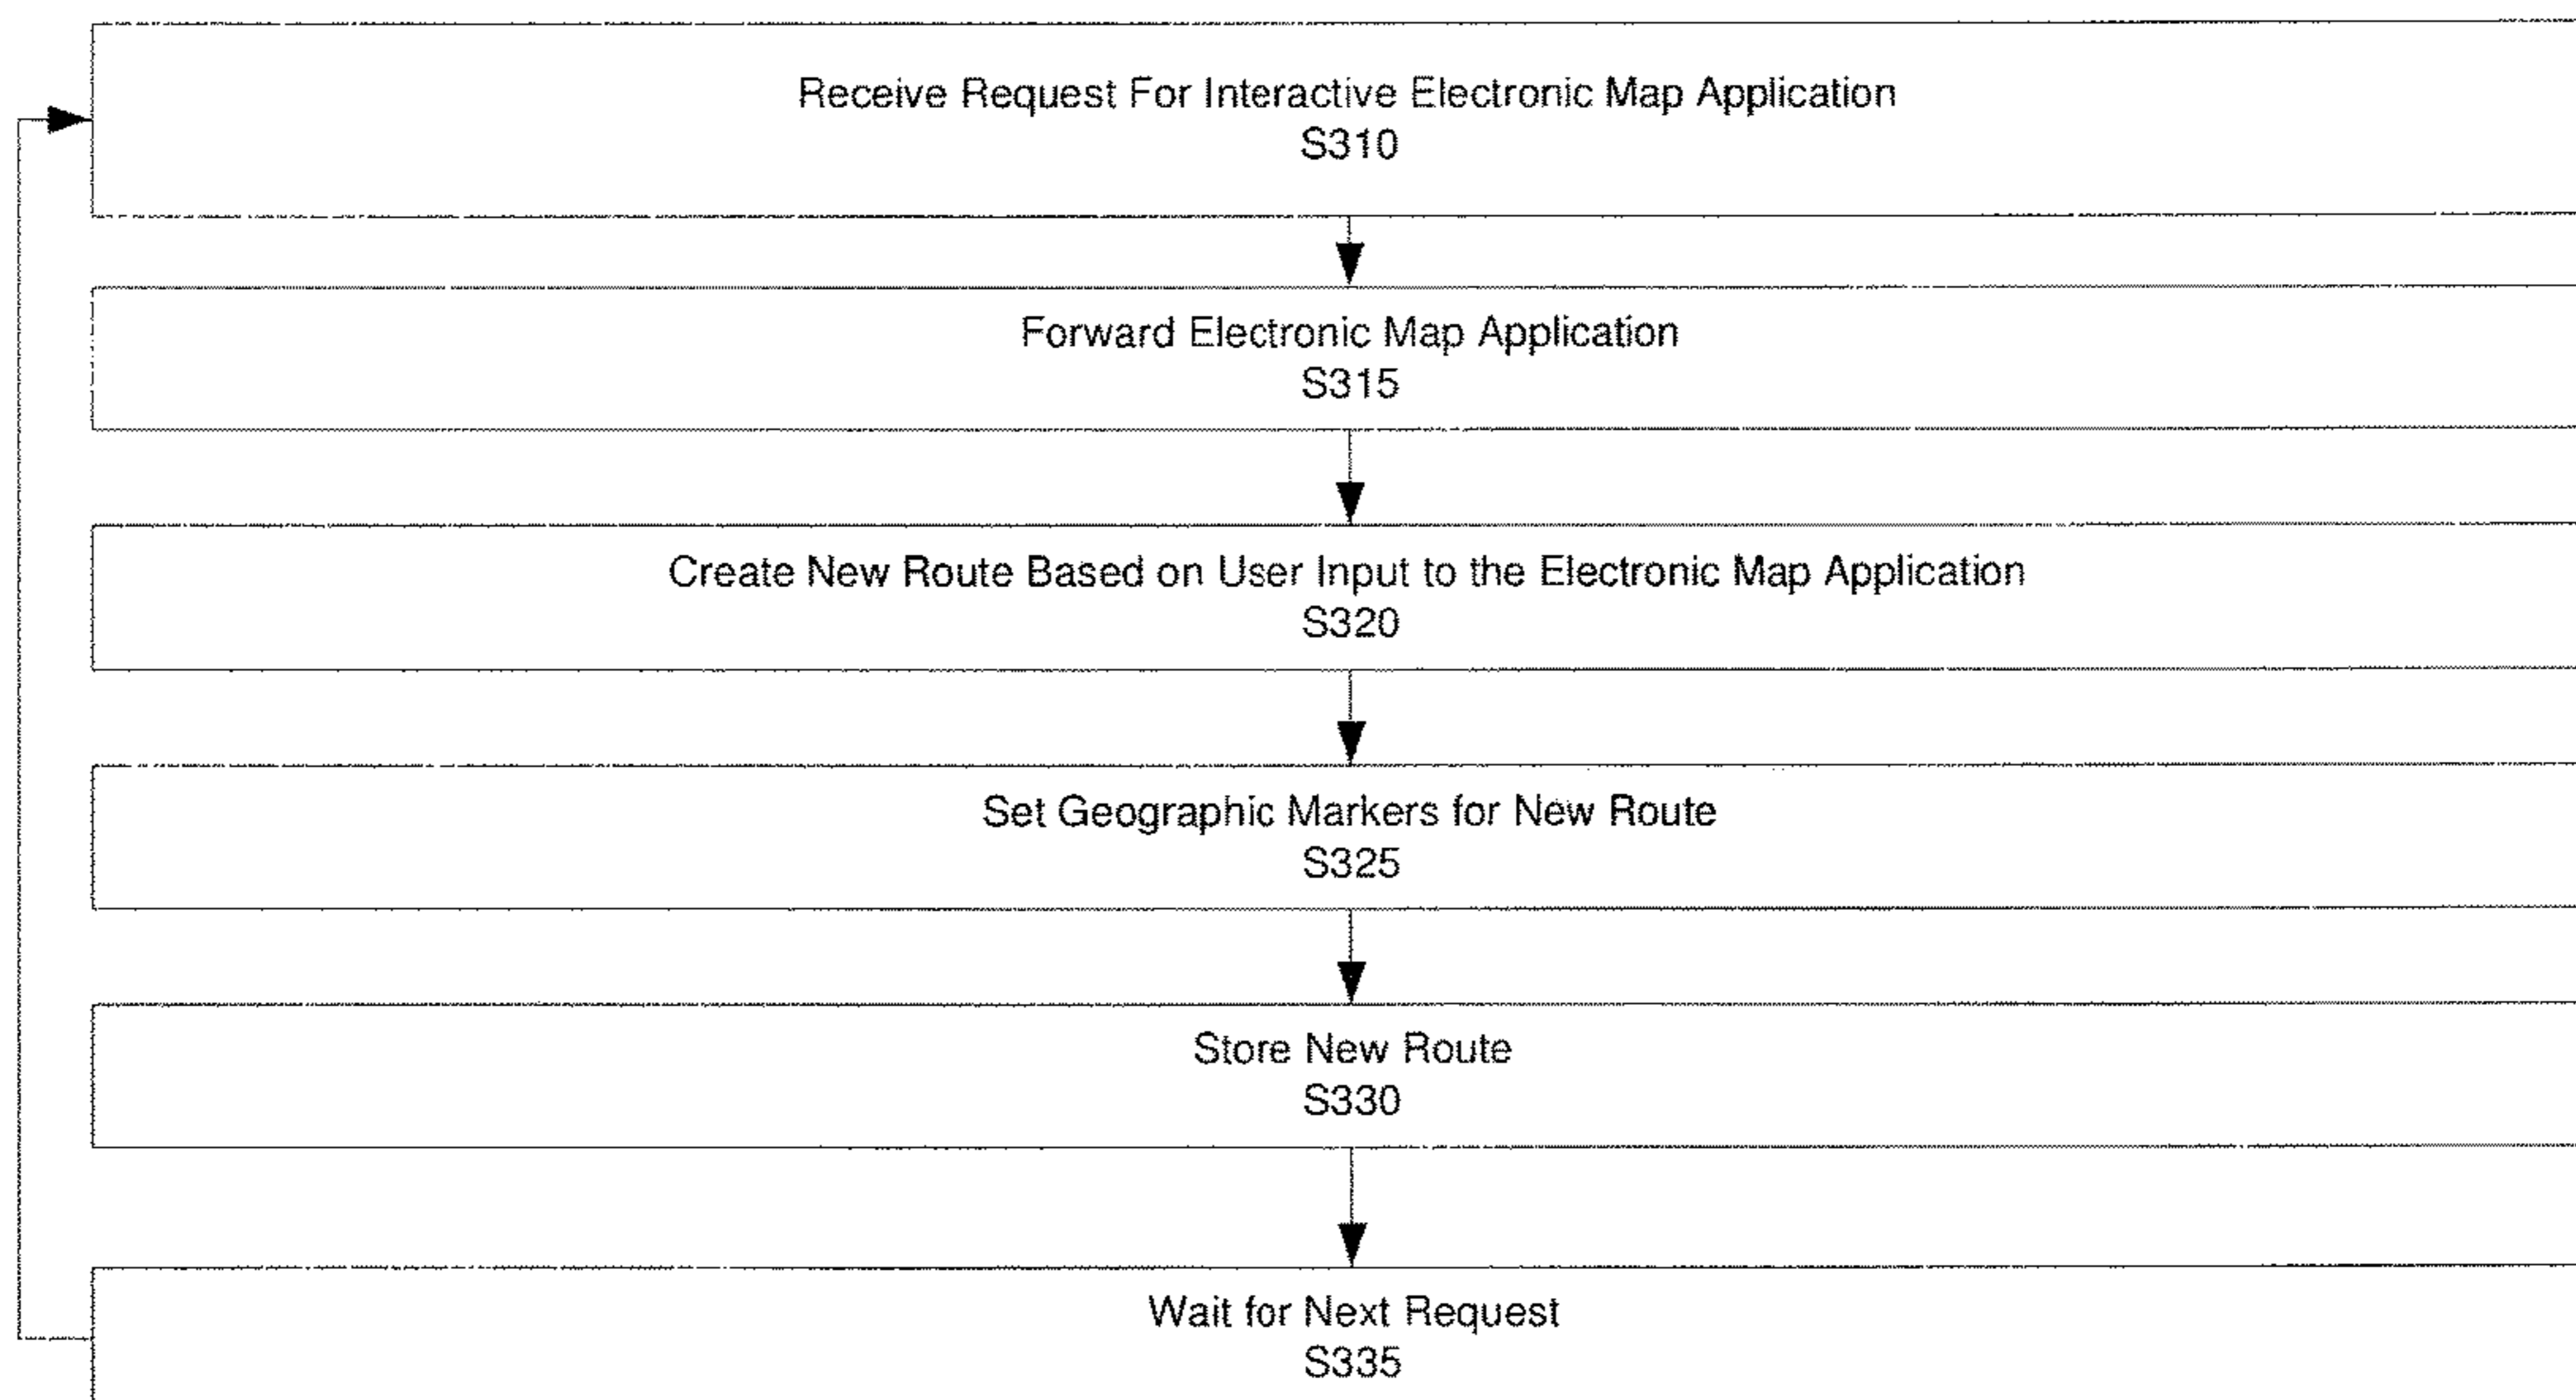 Receive Request For Interactive Electronic Map Application
S310
Forward Electronic Map Application
S315
Create New Route Based on User Input to the Electronic Map Application
S320
Set Geographic Markers for New Route
S325
Store New Route
S330
Wait for Next Request
S335